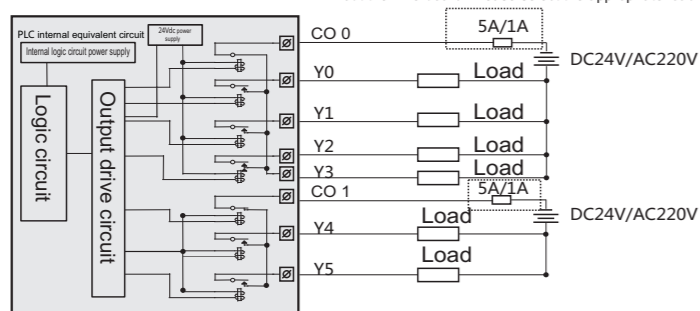 PLC internal equivalent circuit
Internal logic circuit power supply
24Vdc power
supply
Logic circuit
Output drive circuit
CO 0
5A/1A
DC24V/AC220V
Y0
Load
Y1
Load
Y2
Load
Y3
Load
CO 1
5A/1A
DC24V/AC220V
Y4
Load
Y5
Load